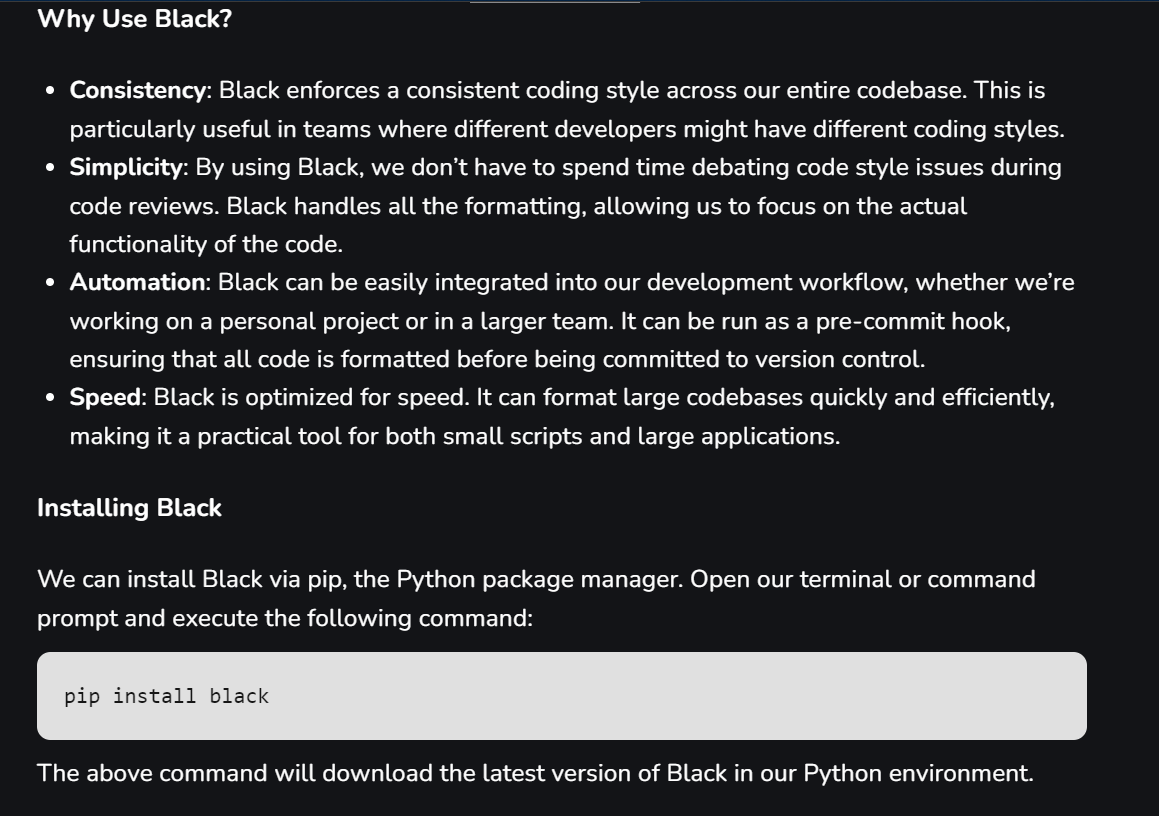 Why Use Black?
• Consistency: Black enforces a consistent coding style across our entire codebase. This is
particularly useful in teams where different developers might have different coding styles.
• Simplicity: By using Black, we don’t have to spend time debating code style issues during
code reviews. Black handles all the formatting, allowing us to focus on the actual
functionality of the code.
• Automation: Black can be easily integrated into our development workflow, whether we’re
working on a personal project or in a larger team. It can be run as a pre-commit hook,
ensuring that all code is formatted before being committed to version control.
• Speed: Black is optimized for speed. It can format large codebases quickly and efficiently,
making it a practical tool for both small scripts and large applications.
Installing Black
We can install Black via pip, the Python package manager. Open our terminal or command
prompt and execute the following command:
pip install black
The above command will download the latest version of Black in our Python environment.